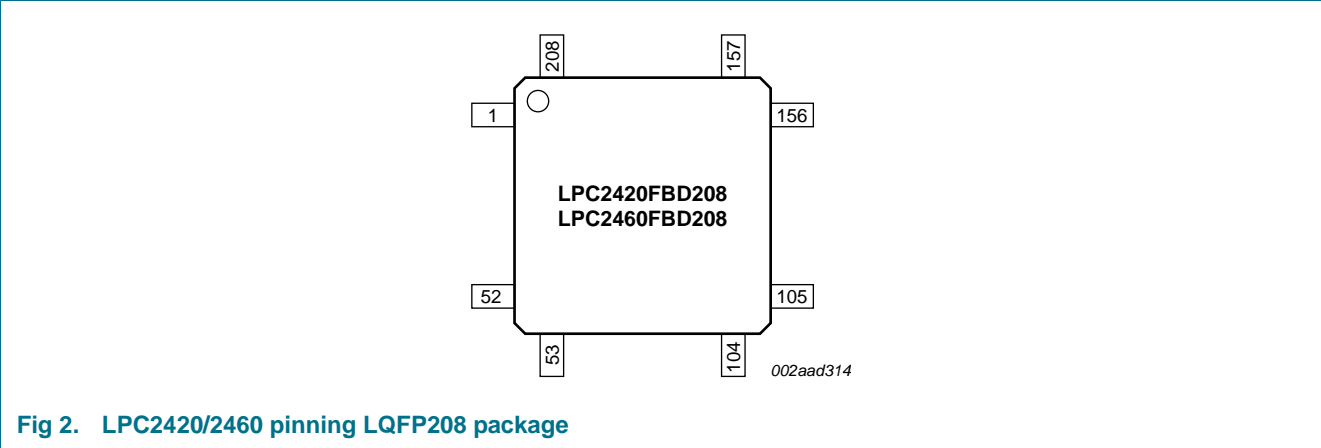 208
157
1
156
LPC2420FBD208
LPC2460FBD208
52
105
53
104
002aad314
Fig 2. LPC2420/2460 pinning LQFP208 package